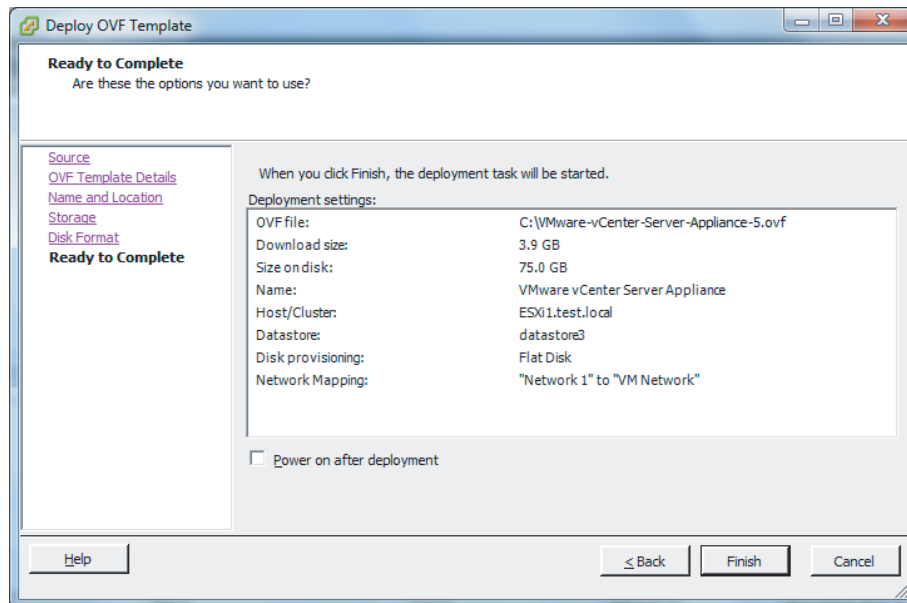 Deploy OVF Template
Ready to Complete
Are these the options you want to use?
Source
OVF Template Details
Name and Location
Storage
Disk Format
Ready to Complete
When you click Finish, the deployment task will be started.
Deployment settings:
OVF file: C:\VMware-vCenter-Server-Appliance-5.ovf
Download size: 3.9 GB
Size on disk: 75.0 GB
Name: VMware vCenter Server Appliance
Host/Cluster: ESXi1.test.local
Datastore: datastore3
Disk provisioning: Flat Disk
Network Mapping: "Network 1" to "VM Network"
Power on after deployment
Help
< Back
Finish
Cancel